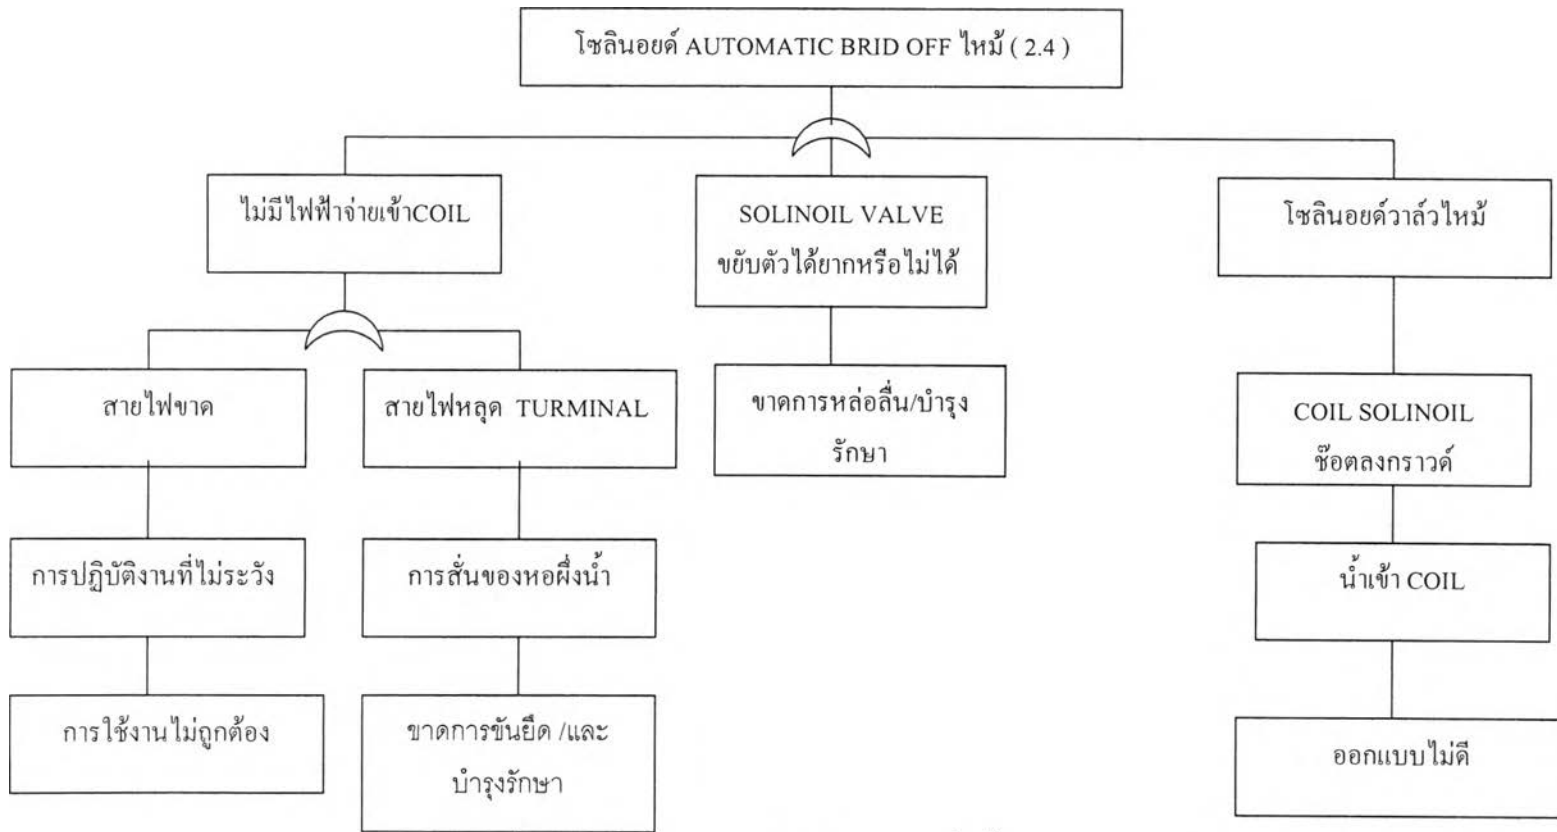 โซลินอยด์ AUTOMATIC BRID OFF ไหม้ ( 2.4 )
ไม่มีไฟฟ้าจ่ายเข้าCOIL
SOLINOIL VALVE
ขยับตัวได้ยากหรือไม่ได้
โซลินอยด์วาล์วไหม้
สายไฟขาด
สายไฟหลุด TURMINAL
ขาดการหล่อลื่น/บำรุง
รักษา
COIL SOLINOIL
ช๊อตลงกราวด์
การปฏิบัติงานที่ไม่ระวัง
การสั่นของหอผึ่งน้ำ
น้ำเข้า COIL
การใช้งานไม่ถูกต้อง
ขาดการขันยึด /และ
บำรุงรักษา
ออกแบบไม่ดี